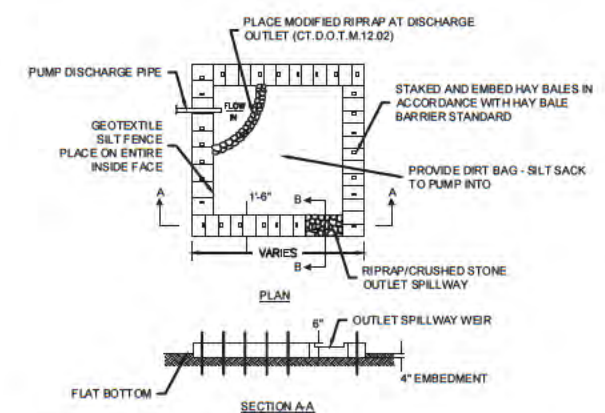 PLACE MODIFIED RIPRAP AT DISCHARGE
OUTLET (CT.D.O.T.M.12.02)
PUMP DISCHARGE PIPE
FLOW
IN
GEOTEXTILE
SILT FENCE
PLACE ON ENTIRE
INSIDE FACE
STAKED AND EMBED HAY BALES IN
ACCORDANCE WITH HAY BALE
BARRIER STANDARD
PROVIDE DIRT BAG - SILT SACK
TO PUMP INTO
A
A
1'-6"
B
B
VARIES
RIPRAP/CRUSHED STONE
OUTLET SPILLWAY
PLAN
6"
OUTLET SPILLWAY WEIR
FLAT BOTTOM
4" EMBEDMENT
SECTION A-A